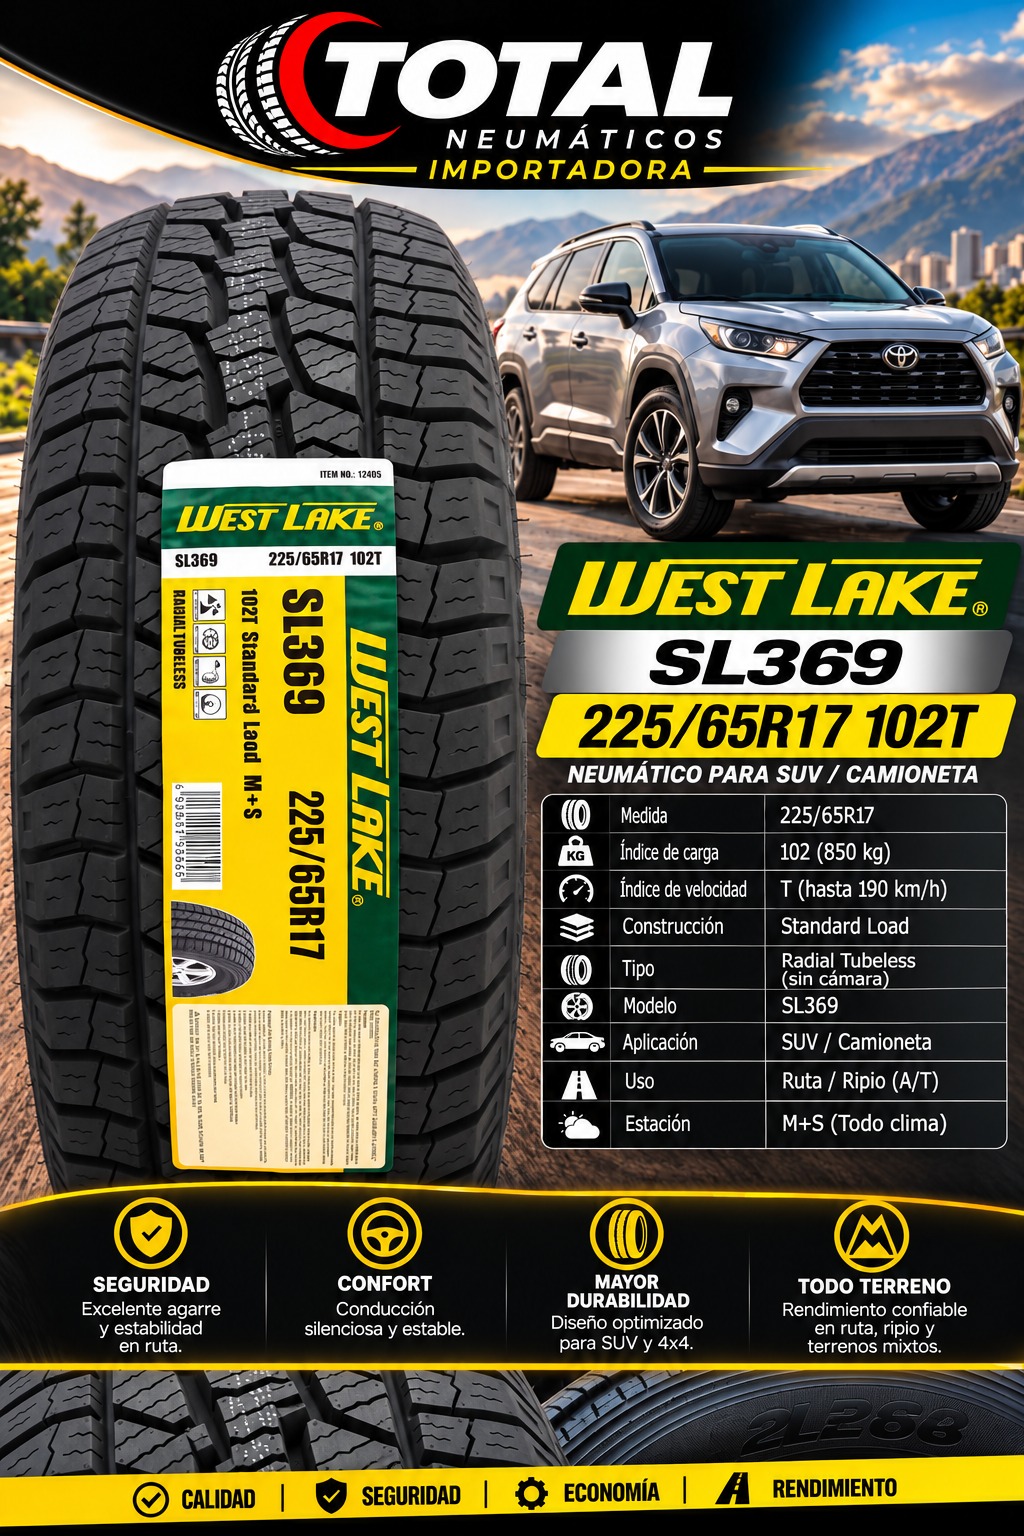 TOTAL
NEUMÁTICOS
IMPORTADORA
ITEM NO.: 12405
WEST LAKE®
SL369 225/65R17 102T
SL369 225/65R17
102T Standard Laod M+S
RADIAL TUBELESS
WEST LAKE®
WEST LAKE®
SL369
225/65R17 102T
NEUMÁTICO PARA SUV / CAMIONETA
Medida 225/65R17
KG Índice de carga 102 (850 kg)
Índice de velocidad T (hasta 190 km/h)
Construcción Standard Load
Tipo Radial Tubeless
(sin cámara)
Modelo SL369
Aplicación SUV / Camioneta
Uso Ruta / Ripio (A/T)
Estación M+S (Todo clima)
SEGURIDAD
Excelente agarre
y estabilidad
en ruta.
CONFORT
Conducción
silenciosa y estable.
MAYOR
DURABILIDAD
Diseño optimizado
para SUV y 4x4.
TODO TERRENO
Rendimiento confiable
en ruta, ripio y
terrenos mixtos.
2L268
CALIDAD | SEGURIDAD | ECONOMÍA | RENDIMIENTO